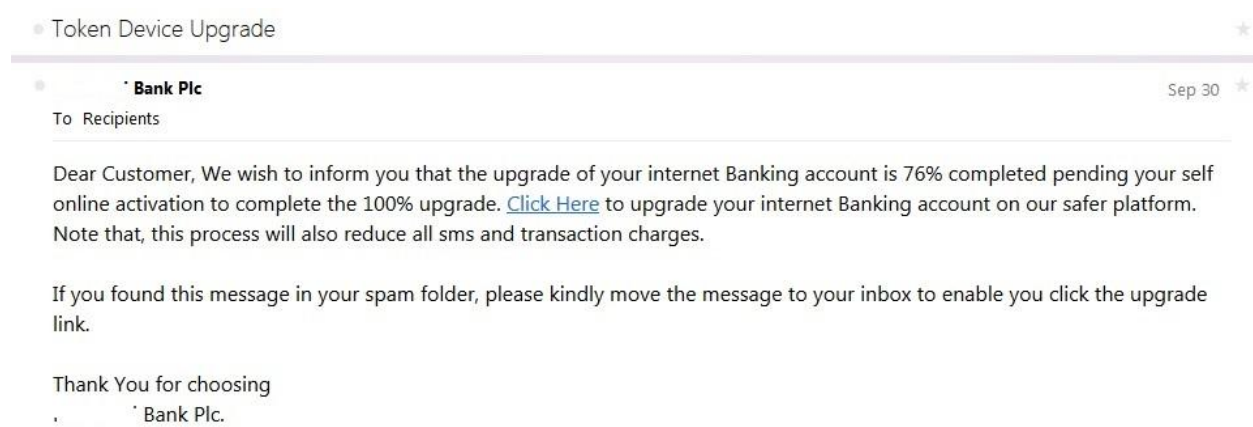 Token Device Upgrade
Bank Plc
Sep 30
To Recipients
Dear Customer, We wish to inform you that the upgrade of your internet Banking account is 76% completed pending your self
online activation to complete the 100% upgrade. Click Here to upgrade your internet Banking account on our safer platform.
Note that, this process will also reduce all sms and transaction charges.
If you found this message in your spam folder, please kindly move the message to your inbox to enable you click the upgrade
link.
Thank You for choosing
Bank Plc.